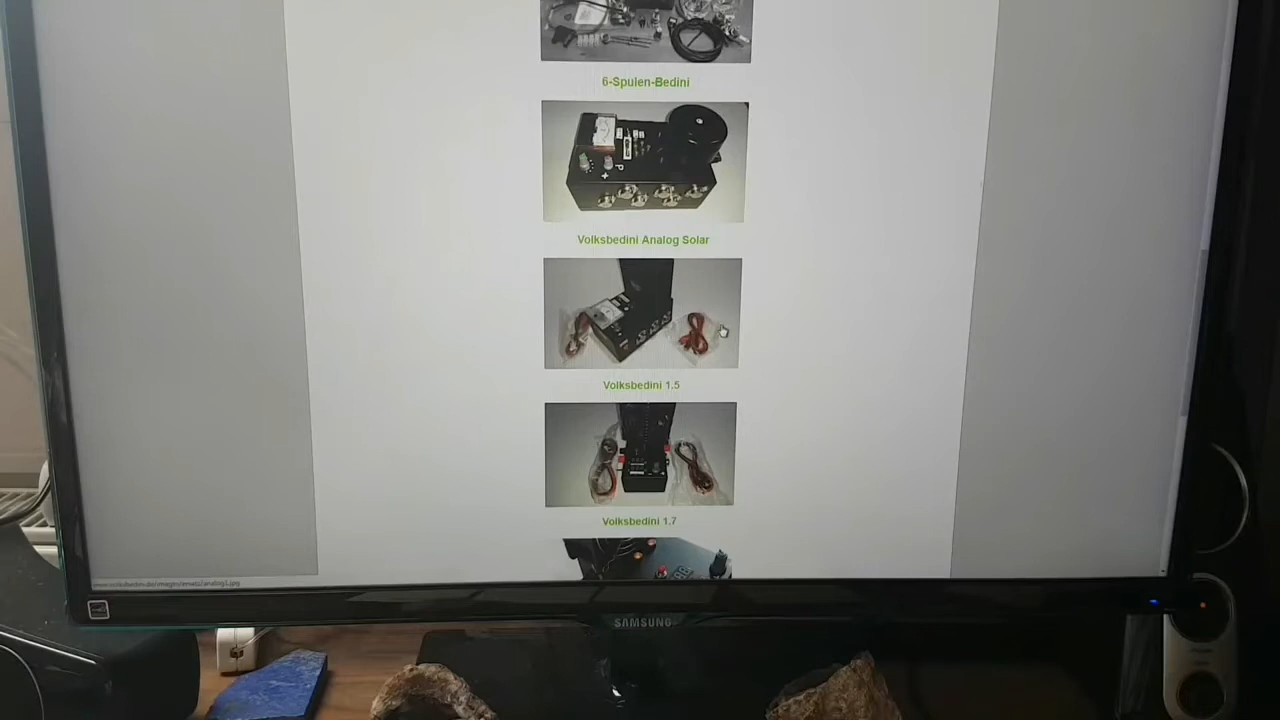 6-Spulen-Bedini
Volksbedini Analog Solar
Volksbedini 1.5
Volksbedini 1.7
SAMSUNG